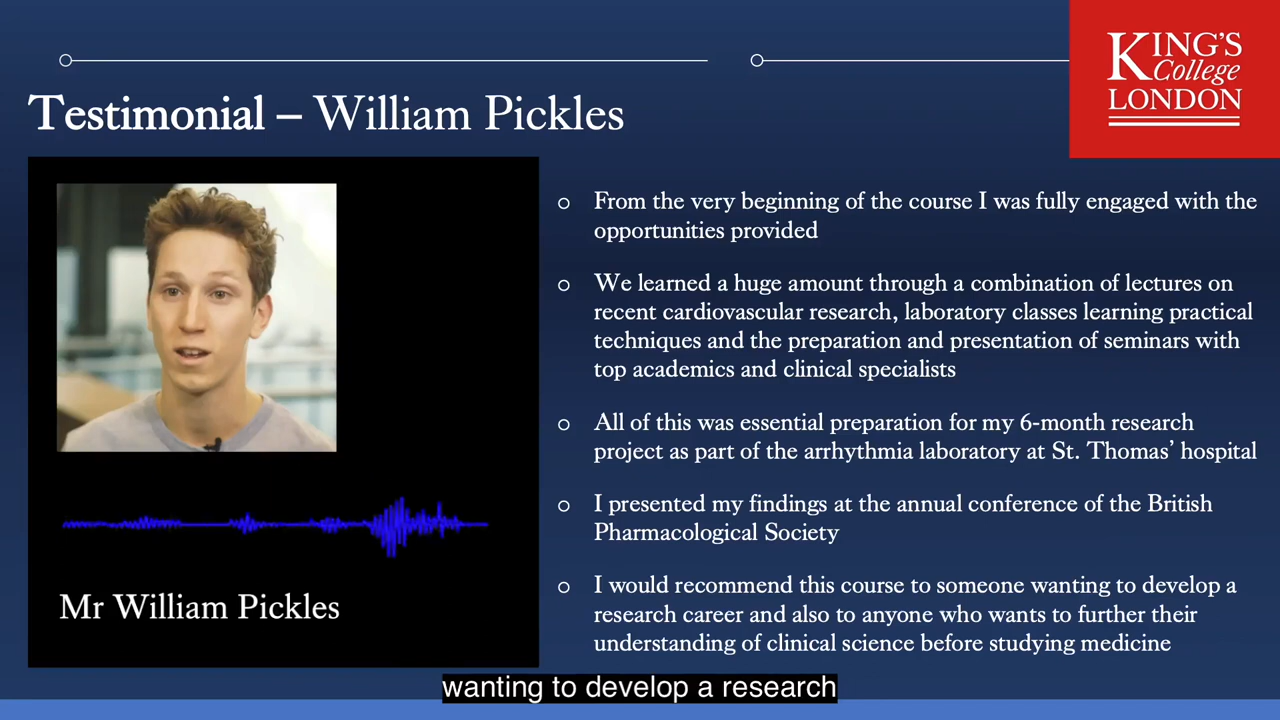 KING'S
College
LONDON
Testimonial – William Pickles
From the very beginning of the course I was fully engaged with the
opportunities provided
We learned a huge amount through a combination of lectures on
recent cardiovascular research, laboratory classes learning practical
techniques and the preparation and presentation of seminars with
top academics and clinical specialists
All of this was essential preparation for my 6-month research
project as part of the arrhythmia laboratory at St. Thomas’ hospital
I presented my findings at the annual conference of the British
Pharmacological Society
I would recommend this course to someone wanting to develop a
research career and also to anyone who wants to further their
understanding of clinical science before studying medicine
Mr William Pickles
wanting to develop a research